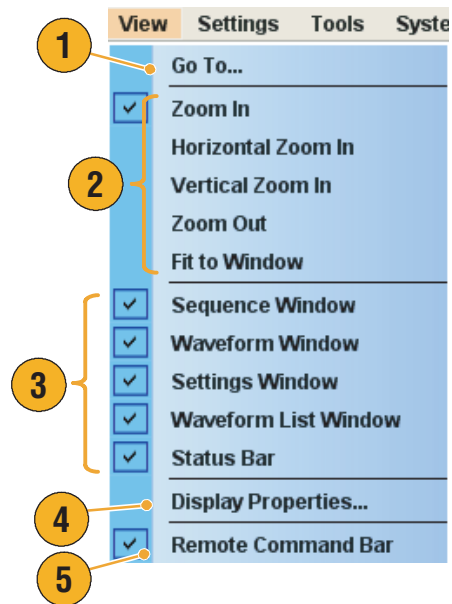 View Settings Tools Syste
1
Go To...
Zoom In
Horizontal Zoom In
2
Vertical Zoom In
Zoom Out
Fit to Window
Sequence Window
Waveform Window
3
Settings Window
Waveform List Window
Status Bar
4
Display Properties...
Remote Command Bar
5